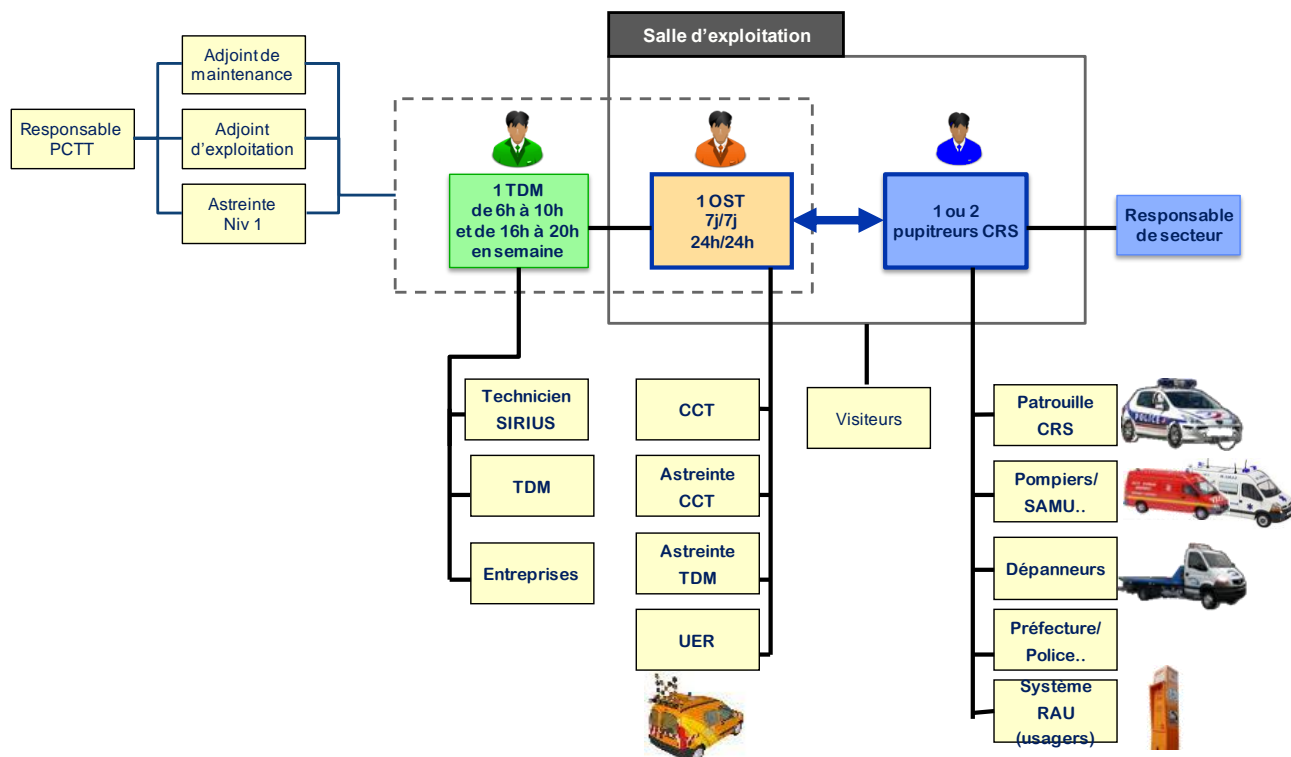 Salle d'exploitation
Adjoint de
maintenance
Responsable
PCTT
Adjoint
d'exploitation
Astreinte
Niv 1
1 TDM
de 6h à 10h
et de 16h à 20h
en semaine
1 OST
7j/7j
24h/24h
1 ou 2
pupitreurs CRS
Responsable
de secteur
Technicien
SIRIUS
TDM
Entreprises
CCT
Astreinte
CCT
Astreinte
TDM
UER
Visiteurs
Patrouille
CRS
Pompiers/
SAMU..
Dépanneurs
Préfecture/
Police..
Système
RAU
(usagers)
POLICE